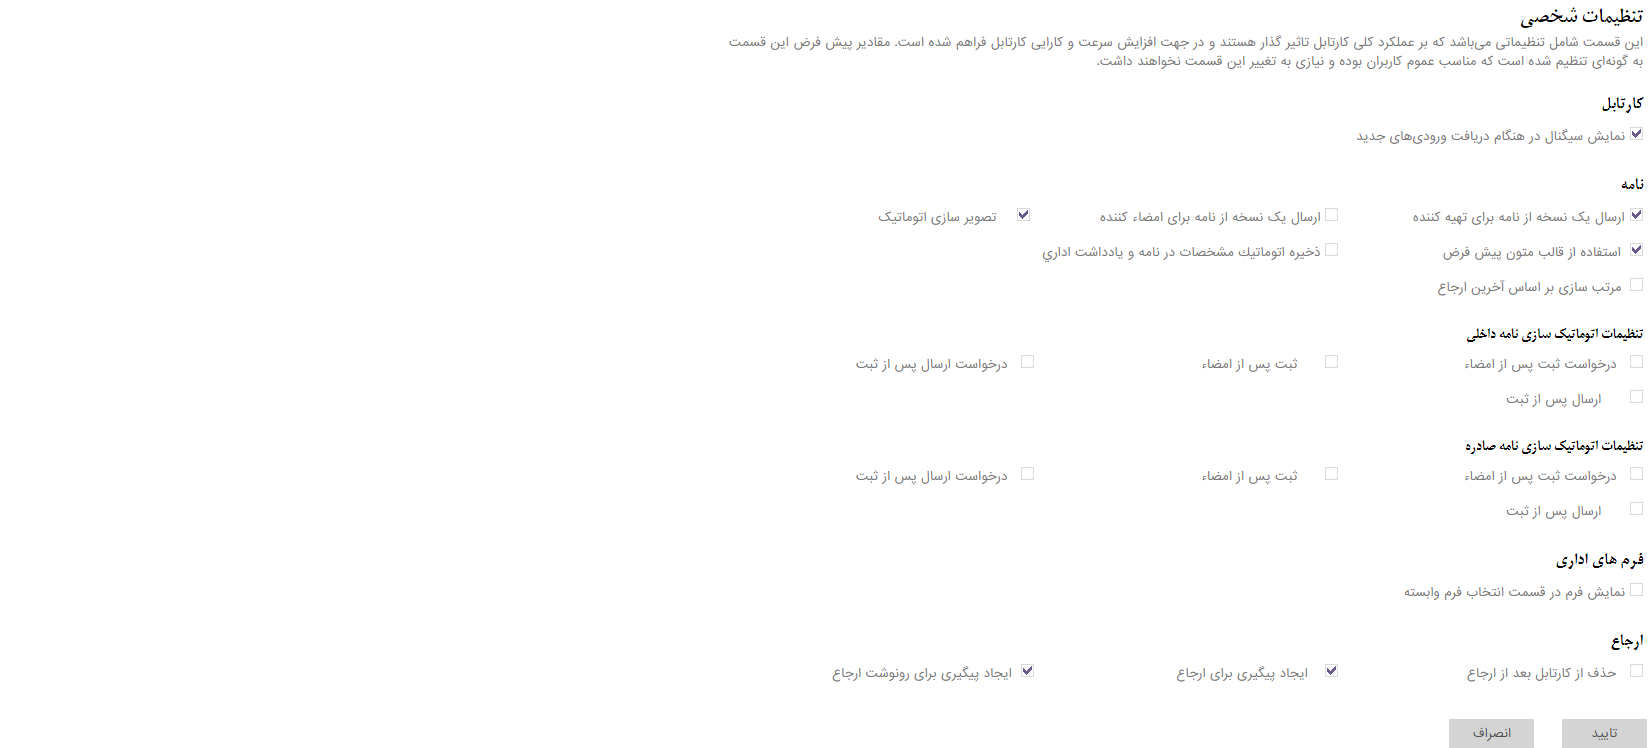 تنظیمات شخصی
این قسمت شامل تنظیماتی می‌باشد که بر عملکرد کلی کارتابل تاثیر گذار هستند و در جهت افزایش سرعت و کارایی کارتابل فراهم شده است. مقادیر پیش فرض این قسمت
به گونه‌ای تنظیم شده است که مناسب عموم کاربران بوده و نیازی به تغییر این قسمت نخواهند داشت.
کارتابل
نمایش سیگنال در هنگام دریافت ورودی‌های جدید
نامه
ارسال یک نسخه از نامه برای تهیه کننده ارسال یک نسخه از نامه برای امضاء کننده تصویر سازی اتوماتیک
استفاده از قالب متون پیش فرض ذخيره اتوماتيك مشخصات در نامه و يادداشت اداري
مرتب سازی بر اساس آخرین ارجاع
تنظیمات اتوماتیک سازی نامه داخلی
درخواست ثبت پس از امضاء ثبت پس از امضاء درخواست ارسال پس از ثبت
ارسال پس از ثبت
تنظیمات اتوماتیک سازی نامه صادره
درخواست ثبت پس از امضاء ثبت پس از امضاء درخواست ارسال پس از ثبت
ارسال پس از ثبت
فرم های اداری
نمایش فرم در قسمت انتخاب فرم وابسته
ارجاع
حذف از کارتابل بعد از ارجاع ایجاد پیگیری برای ارجاع ایجاد پیگیری برای رونوشت ارجاع
تایید انصراف